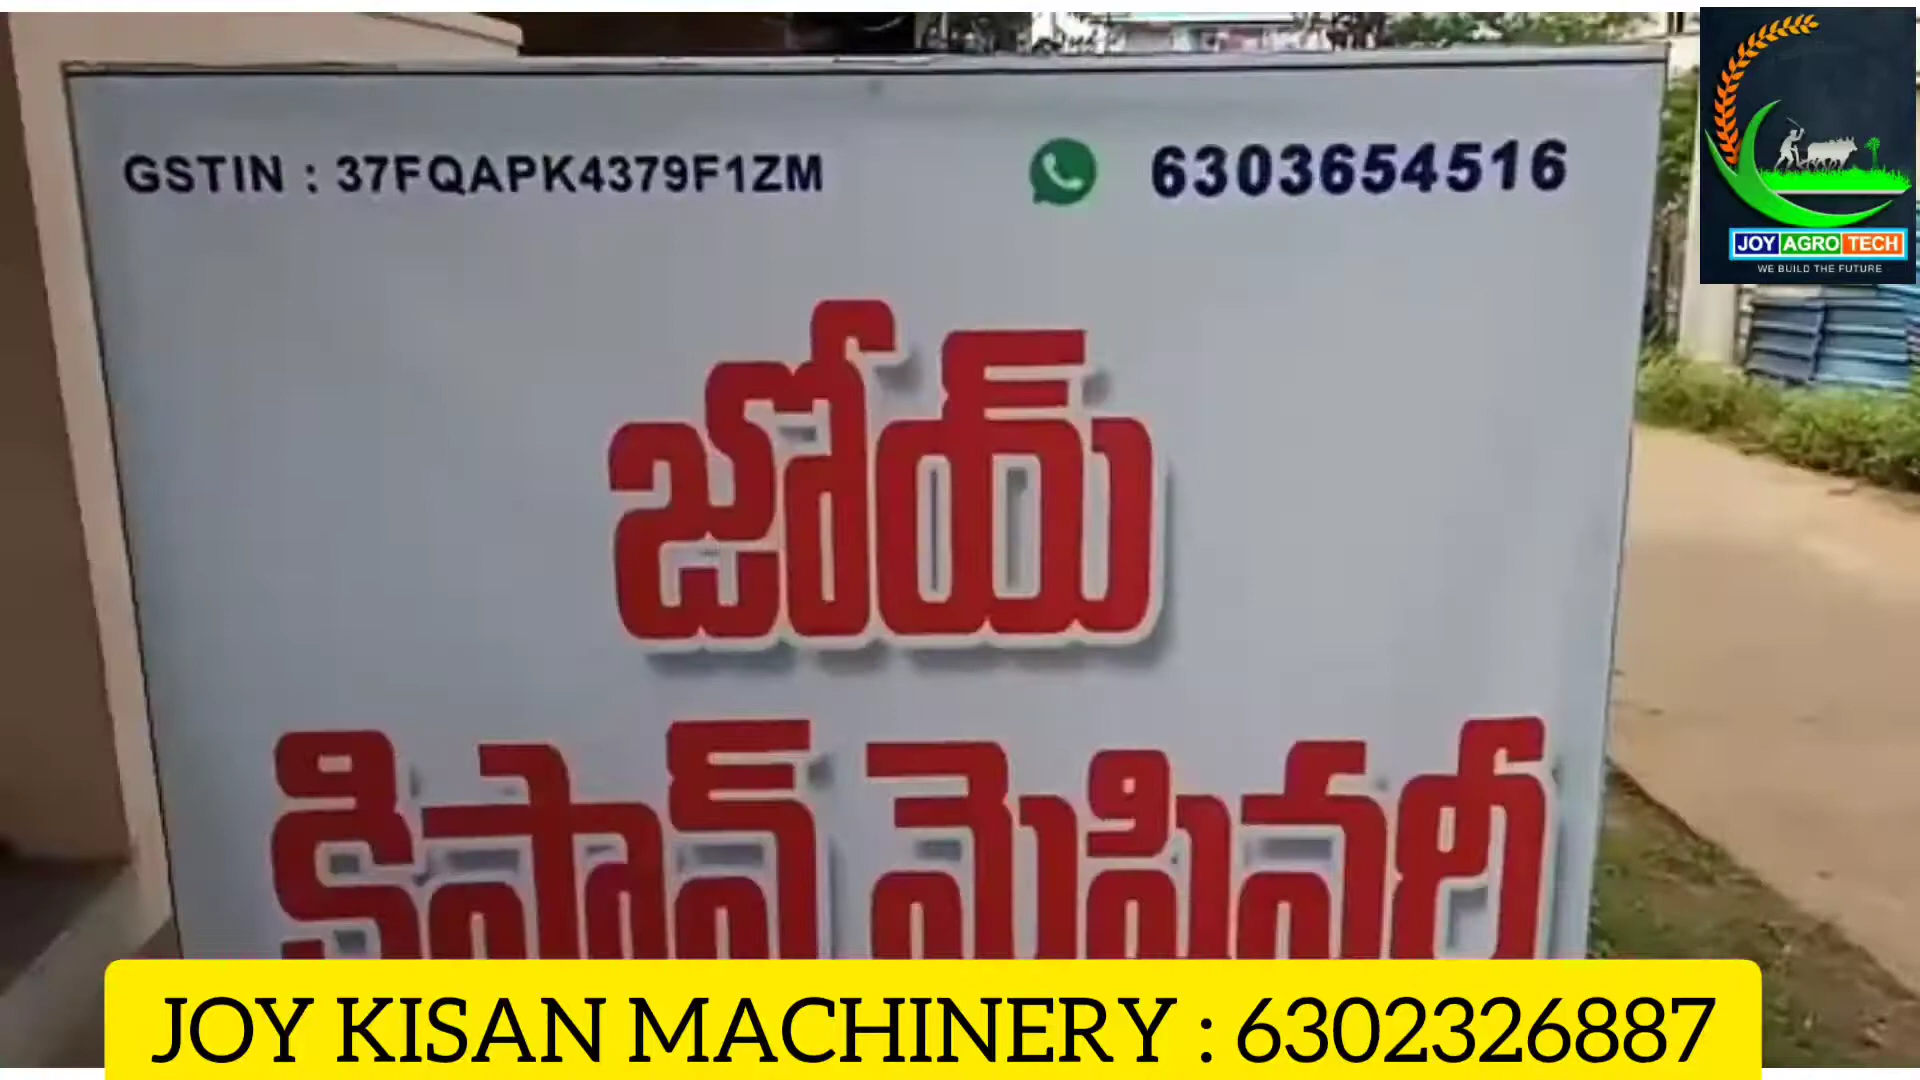 GSTIN : 37FQAPK4379F1ZM 6303654516
JOY AGRO TECH
WE BUILD THE FUTURE
జోయ్
కిసాన్ మెసినరీ
JOY KISAN MACHINERY : 6302326887